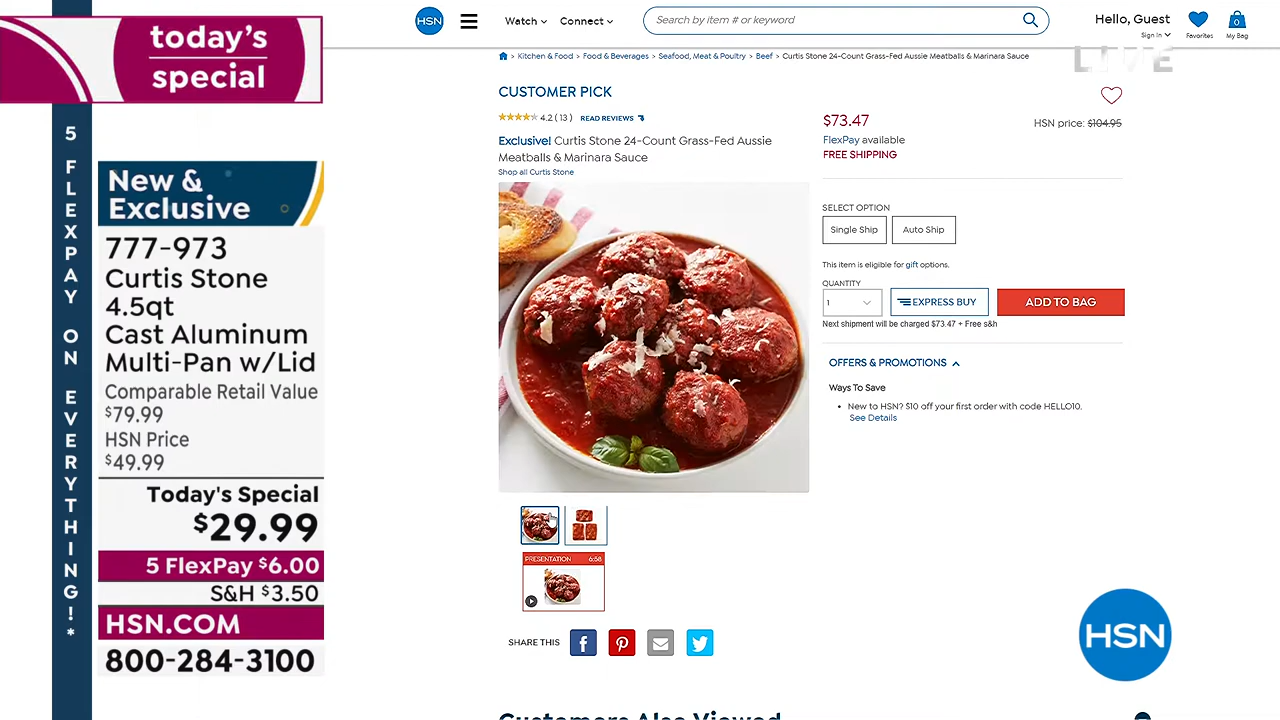 today's
special
5 FLEXPAY ON EVERYTHING!*
New &
Exclusive
777-973
Curtis Stone
4.5qt
Cast Aluminum
Multi-Pan w/Lid
Comparable Retail Value
$79.99
HSN Price
$49.99
Today's Special
$29.99
5 FlexPay $6.00
S&H $3.50
HSN.COM
800-284-3100
HSN
Watch
Connect
Search by item # or keyword
Hello, Guest
Sign In
Favorites
0
My Bag
LIVE
> Kitchen & Food > Food & Beverages > Seafood, Meat & Poultry > Beef > Curtis Stone 24-Count Grass-Fed Aussie Meatballs & Marinara Sauce
CUSTOMER PICK
4.2 ( 13 ) READ REVIEWS
Exclusive! Curtis Stone 24-Count Grass-Fed Aussie
Meatballs & Marinara Sauce
Shop all Curtis Stone
PRESENTATION 6:58
SHARE THIS
$73.47
HSN price: $104.95
FlexPay available
FREE SHIPPING
SELECT OPTION
Single Ship
Auto Ship
This item is eligible for gift options.
QUANTITY
1
EXPRESS BUY
ADD TO BAG
Next shipment will be charged $73.47 + Free s&h
OFFERS & PROMOTIONS
Ways To Save
• New to HSN? $10 off your first order with code HELLO10.
See Details
HSN
Customers Also Viewed